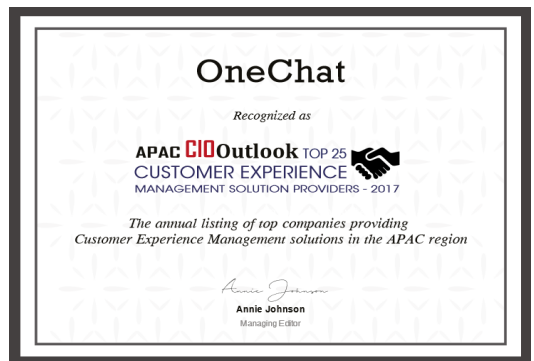 OneChat
Recognized as
APAC CIOOutlook TOP 25
CUSTOMER EXPERIENCE
MANAGEMENT SOLUTION PROVIDERS - 2017
The annual listing of top companies providing
Customer Experience Management solutions in the APAC region
Annie Johnson
Annie Johnson
Managing Editor